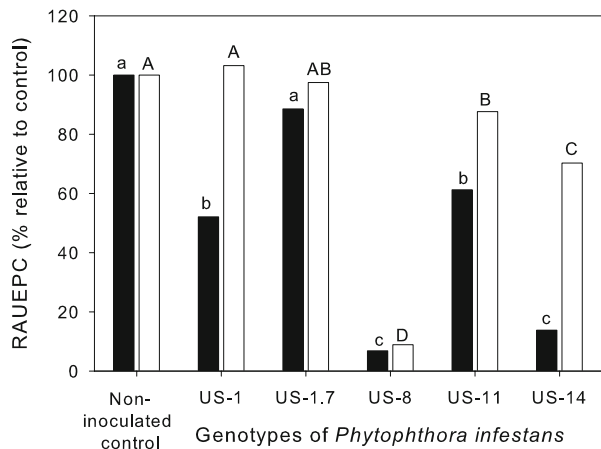 RAUEPC (% relative to control)
120
100
80
60
40
20
0
a
A
b
A
a
AB
c
D
b
B
c
C
Non-
inoculated
control
US-1
US-1.7
US-8
US-11
US-14
Genotypes of Phytophthora infestans